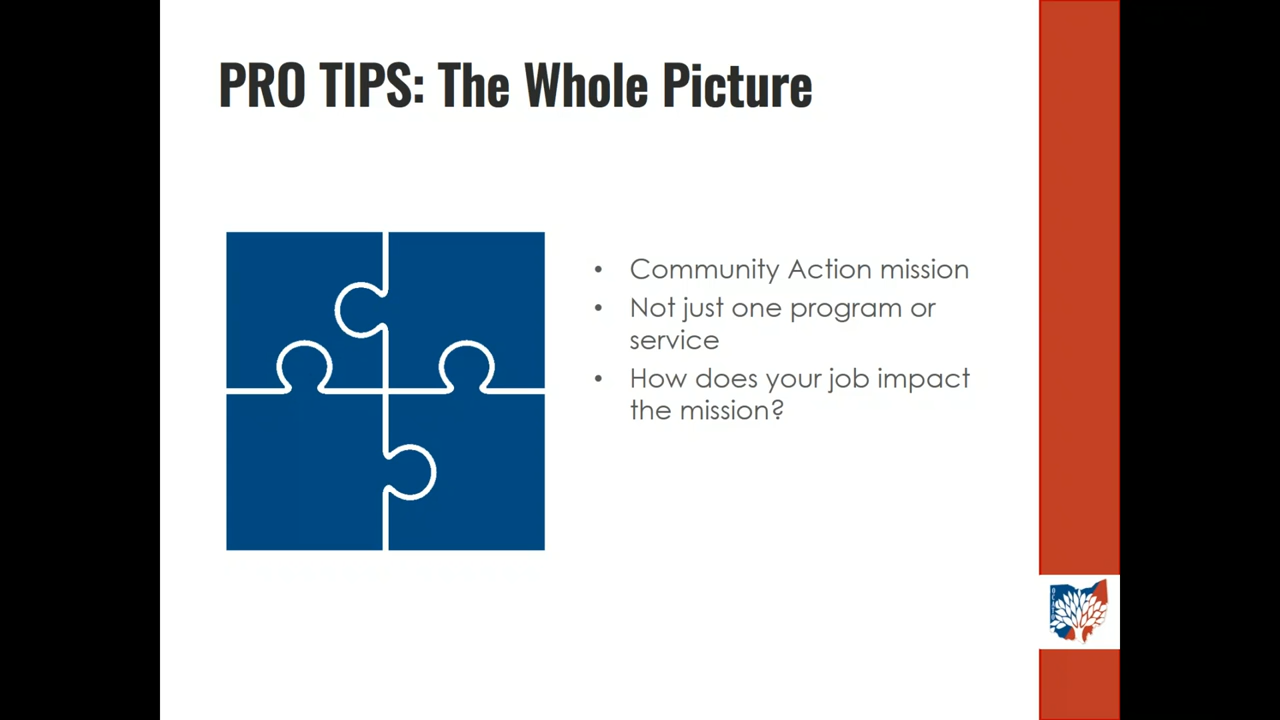 PRO TIPS: The Whole Picture
• Community Action mission
• Not just one program or
service
• How does your job impact
the mission?